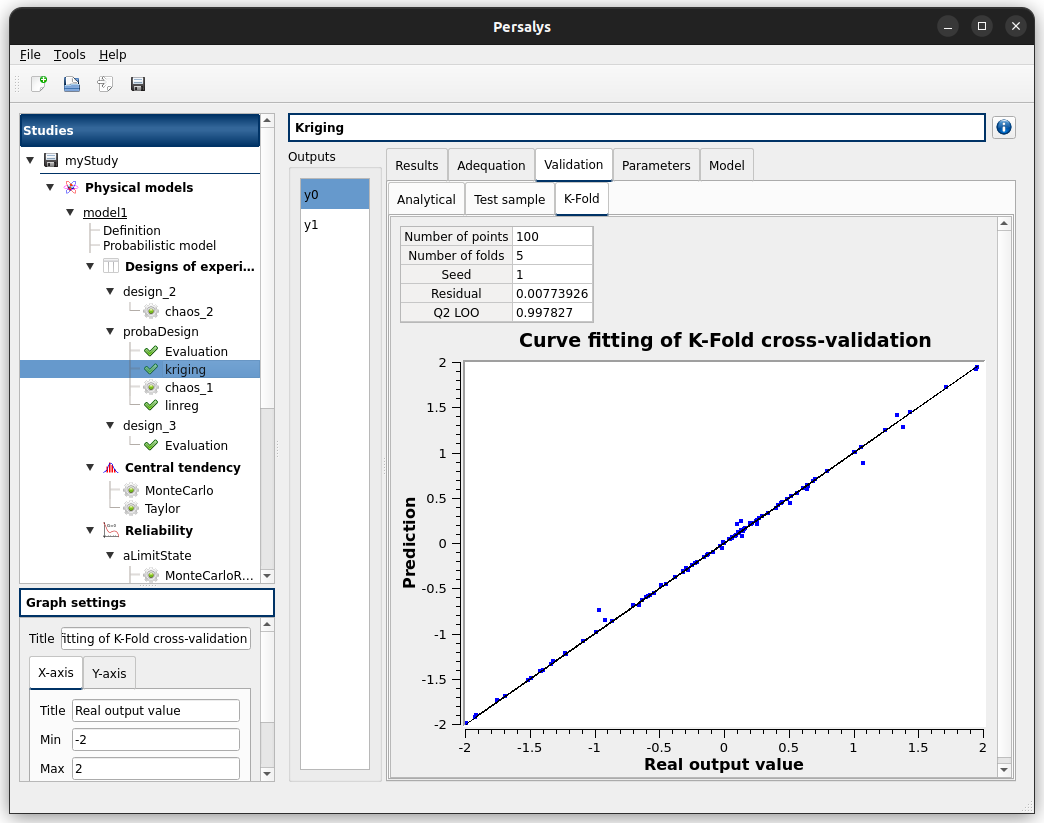 Persalys
File Tools Help
Studies
myStudy
Physical models
model1
Definition
Probabilistic model
Designs of experi...
design_2
chaos_2
probaDesign
Evaluation
kriging
chaos_1
linreg
design_3
Evaluation
Central tendency
MonteCarlo
Taylor
Reliability
aLimitState
MonteCarloR...
Graph settings
Title fitting of K-Fold cross-validation
X-axis Y-axis
Title Real output value
Min -2
Max 2
Kriging
Outputs
y0
y1
Results Adequation Validation Parameters Model
Analytical Test sample K-Fold
Number of points 100
Number of folds 5
Seed 1
Residual 0.00773926
Q2 LOO 0.997827
Curve fitting of K-Fold cross-validation
Prediction
2
1.5
1
0.5
0
-0.5
-1
-1.5
-2
-2 -1.5 -1 -0.5 0 0.5 1 1.5 2
Real output value